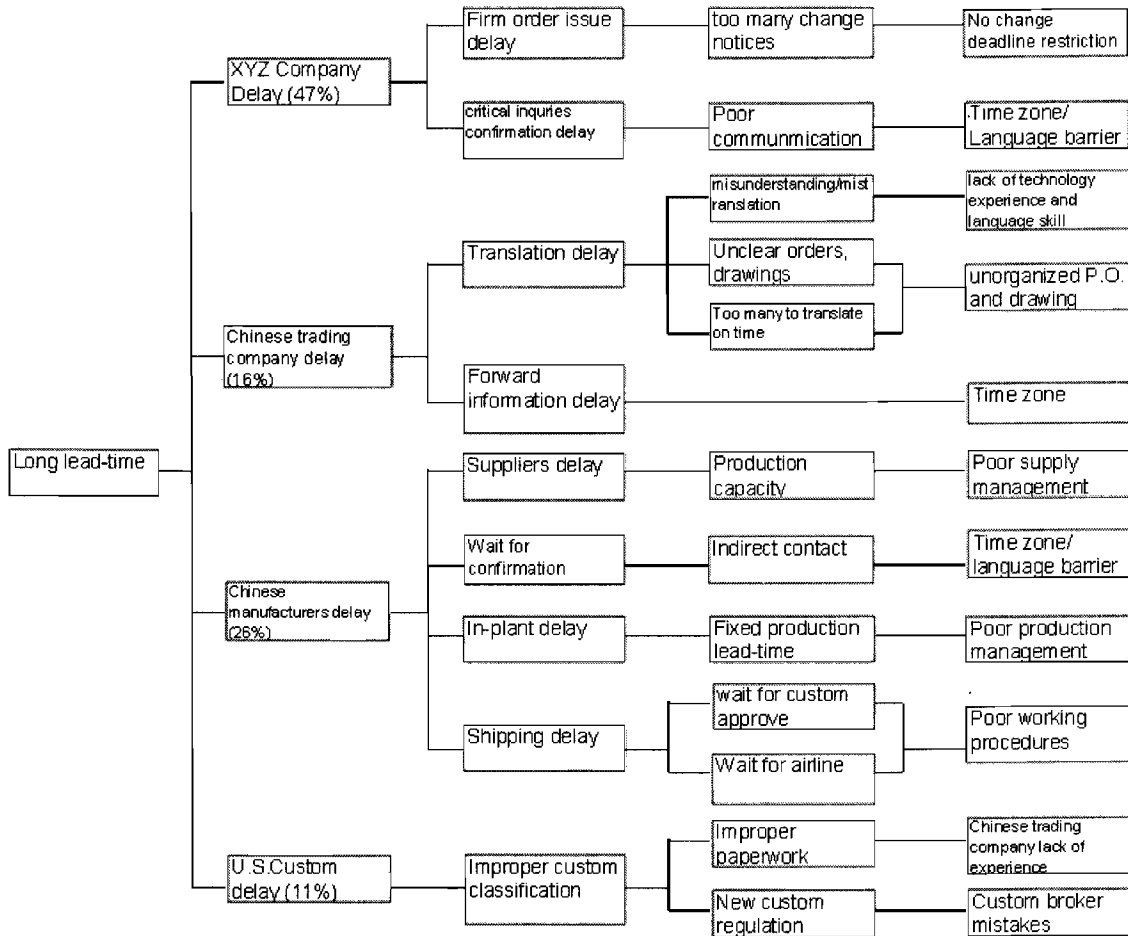 Firm order issue
delay
too many change
notices
No change
deadline restriction
XYZ Company
Delay (47%)
critical inquries
confirmation delay
Poor
communmication
Time zone/
Language barrier
misunderstanding/mist
ranslation
lack of technology
experience and
language skill
Translation delay
Unclear orders,
drawings
unorganized P.O.
and drawing
Too many to translate
on time
Chinese trading
company delay
(16%)
Forward
information delay
Time zone
Long lead-time
Suppliers delay
Production
capacity
Poor supply
management
Wait for
confirmation
Indirect contact
Time zone/
language barrier
Chinese
manufacturers delay
(26%)
In-plant delay
Fixed production
lead-time
Poor production
management
wait for custom
approve
Shipping delay
Poor working
procedures
Wait for airline
Improper
paperwork
Chinese trading
company lack of
experience
U.S.Custom
delay (11%)
Improper custom
classification
New custom
regulation
Custom broker
mistakes